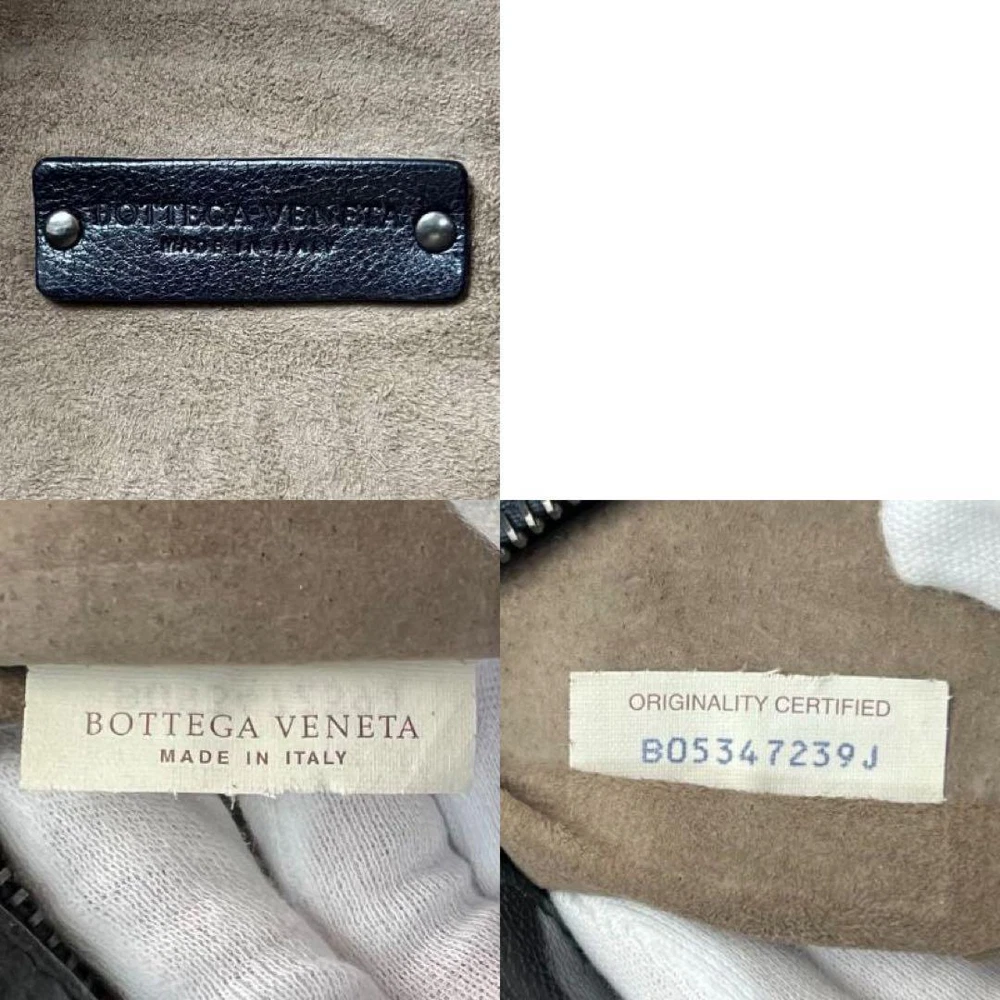 BOTTEGA VENETA
MADE IN ITALY
BOTTEGA VENETA
MADE IN ITALY
ORIGINALITY CERTIFIED
B05347239J